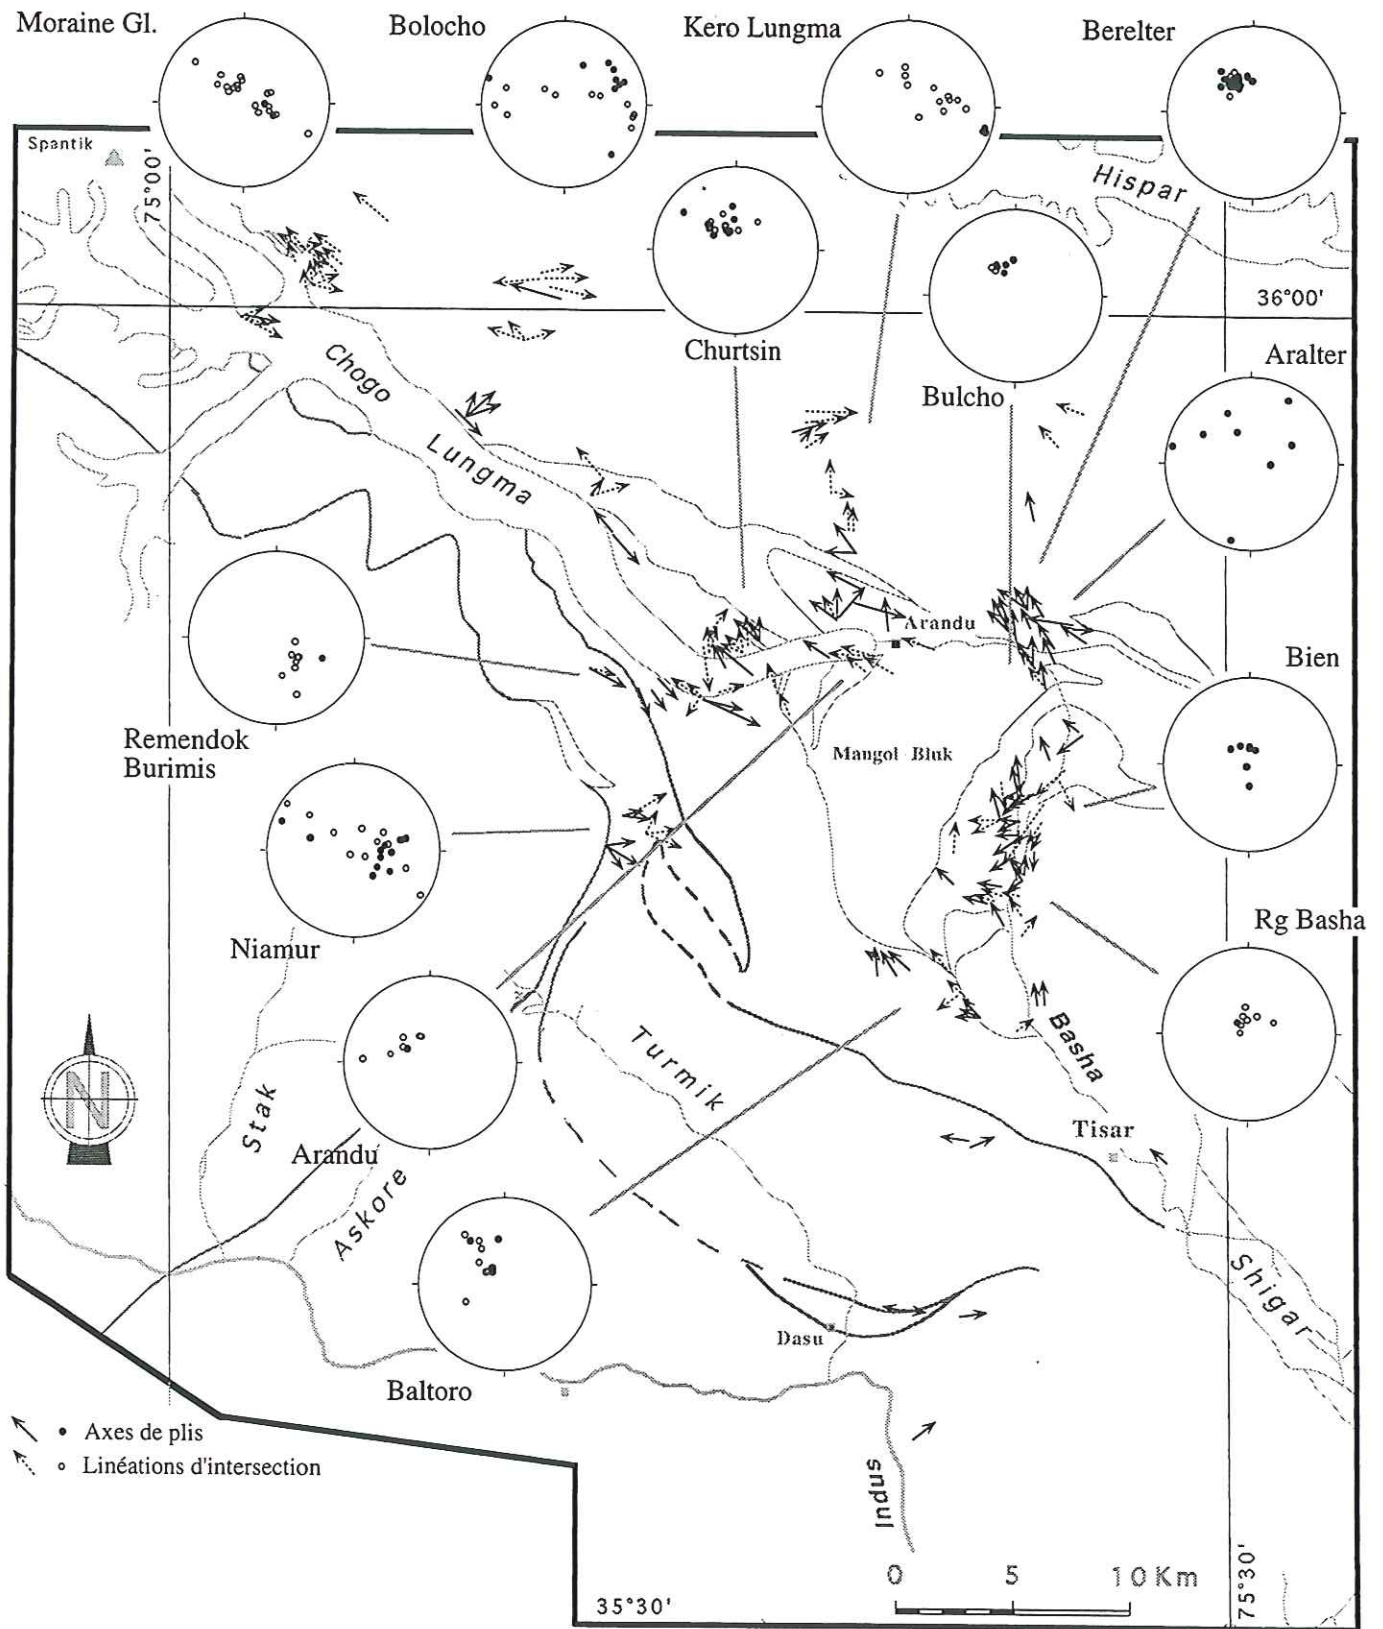 Moraine Gl.
Bolocho
Kero Lungma
Berelter
Spantik
75°00'
Hispar
36°00'
Churtsin
Bulcho
Aralter
Chogo
Lungma
Arandu
Bien
Remendok
Burimis
Mangol Bluk
Niamur
Rg Basha
N
Stak
Turmik
Basha
Arandu
Askore
Tisar
Shigar
Dasu
Baltoro
Axes de plis
Linéations d'intersection
Indus
0 5 10 Km
35°30'
75°30'